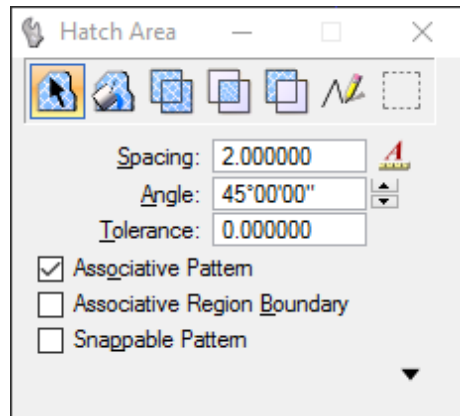 Hatch Area
Spacing: 2.000000
Angle: 45°00'00"
Tolerance: 0.000000
Associative Pattern
Associative Region Boundary
Snappable Pattern